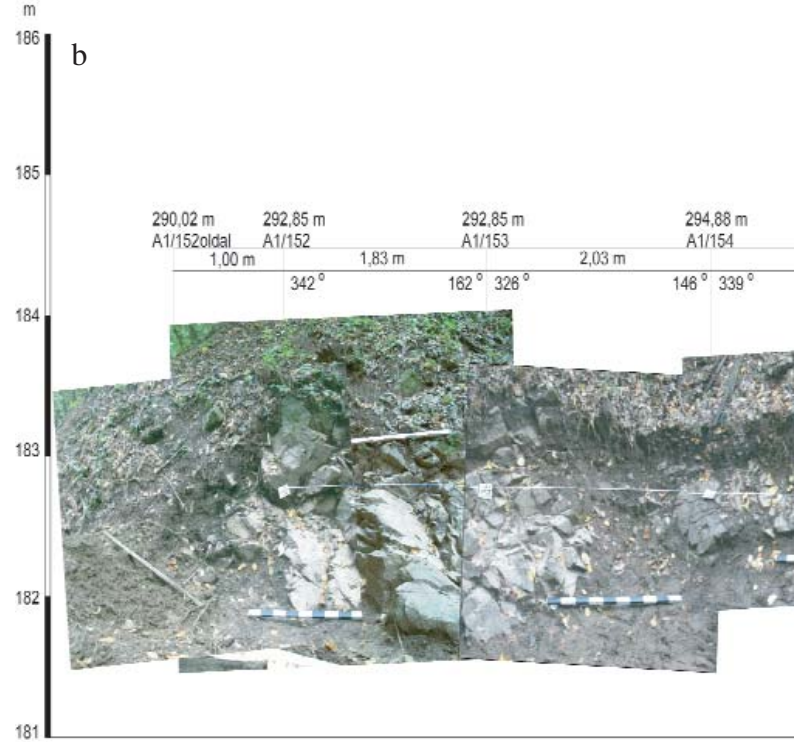 m
186
b
185
290,02 m 292,85 m 292,85 m 294,88 m
A1/152oldal A1/152 A1/153 A1/154
1,00 m 1,83 m 2,03 m
342 o 162 o 326 o 146 o 339 o
184
183
182
181